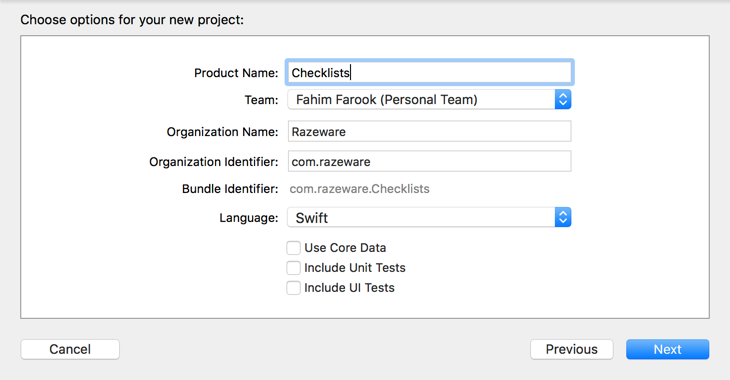 Choose options for your new project:
Product Name: Checklists
Team: Fahim Farook (Personal Team)
Organization Name: Razeware
Organization Identifier: com.razeware
Bundle Identifier: com.razeware.Checklists
Language: Swift
Use Core Data
Include Unit Tests
Include UI Tests
Cancel Previous Next